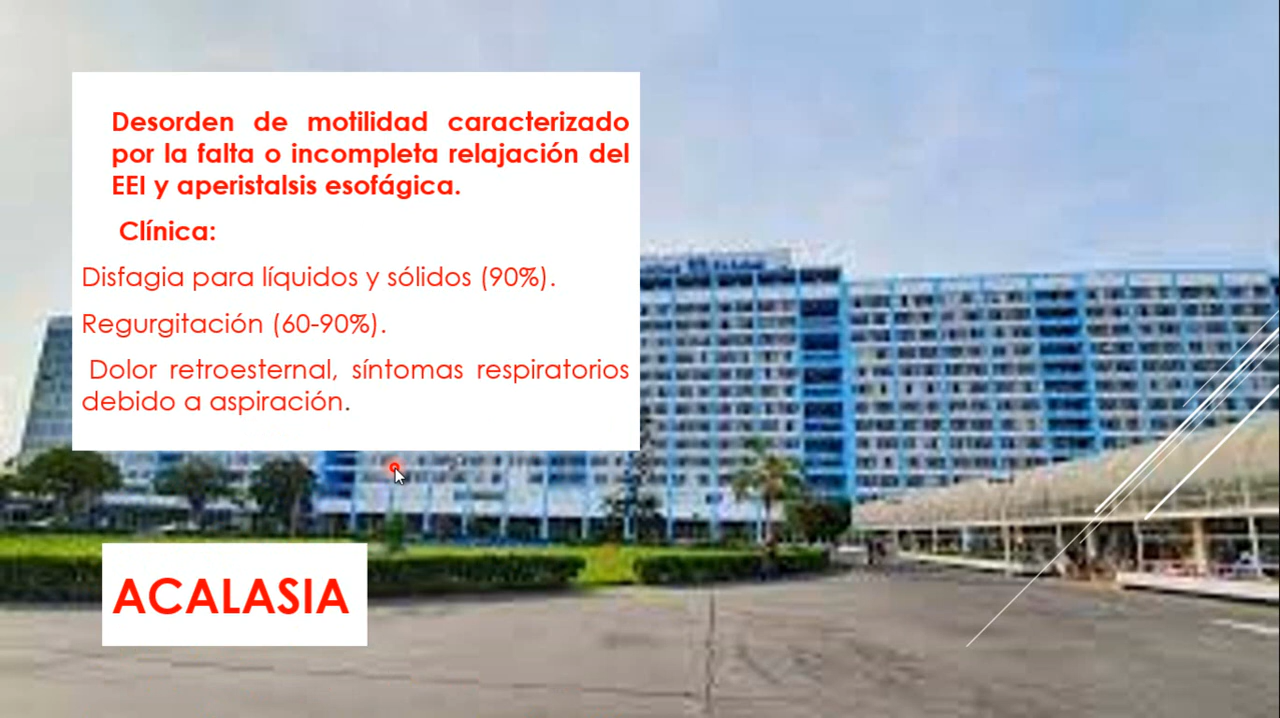 Desorden de motilidad caracterizado
por la falta o incompleta relajación del
EEI y aperistalsis esofágica.
Clínica:
Disfagia para líquidos y sólidos (90%).
Regurgitación (60-90%).
Dolor retroesternal, síntomas respiratorios
debido a aspiración.
ACALASIA